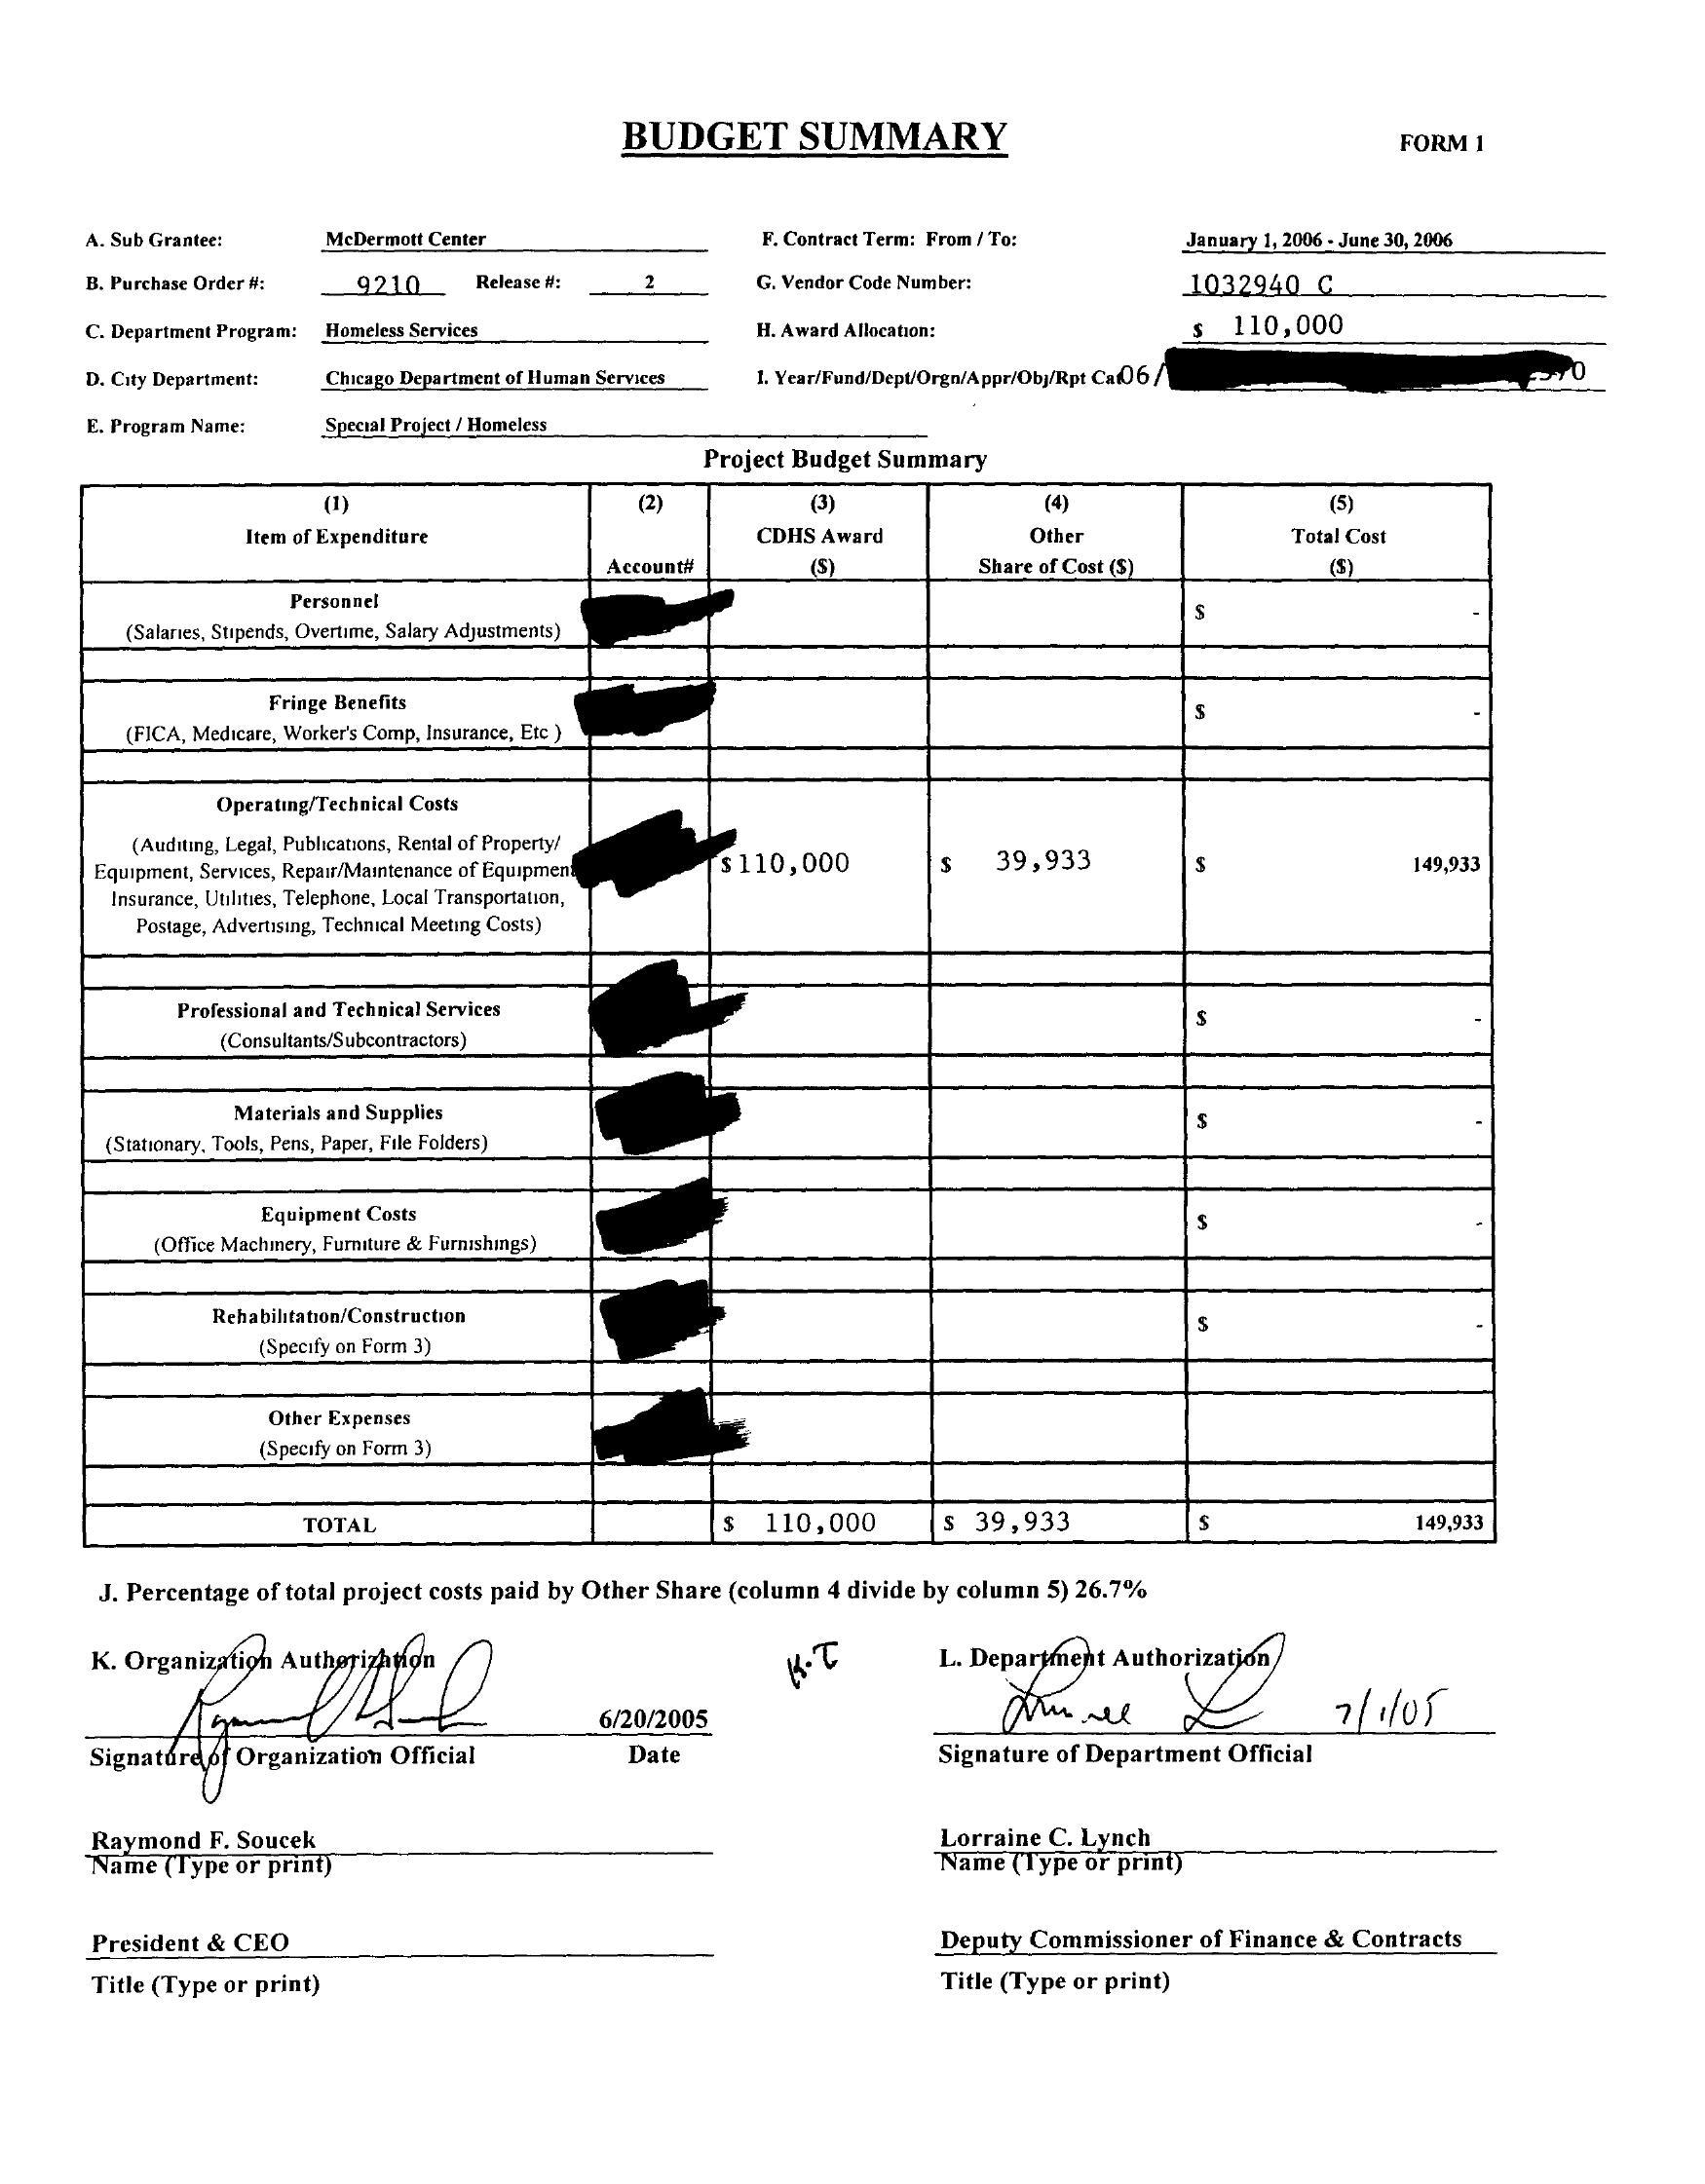 BUDGET SUMMARY
FORM 1
A. Sub Grantee: McDermott Center F. Contract Term: From / To: January 1, 2006 - June 30, 2006
B. Purchase Order #: 9210 Release #: 2 G. Vendor Code Number: 1032940 C
C. Department Program: Homeless Services H. Award Allocation: $ 110,000
D. City Department: Chicago Department of Human Services I. Year/Fund/Dept/Orgn/Appr/Obj/Rpt Cat 06/
E. Program Name: Special Project / Homeless
Project Budget Summary
(1) (2) (3) (4) (5)
Item of Expenditure CDHS Award Other Total Cost
Account# ($) Share of Cost ($) ($)
Personnel
(Salaries, Stipends, Overtime, Salary Adjustments) $ -
Fringe Benefits
(FICA, Medicare, Worker's Comp, Insurance, Etc ) $ -
Operating/Technical Costs
(Auditing, Legal, Publications, Rental of Property/
Equipment, Services, Repair/Maintenance of Equipment $ 110,000 $ 39,933 $ 149,933
Insurance, Utilities, Telephone, Local Transportation,
Postage, Advertising, Technical Meeting Costs)
Professional and Technical Services
(Consultants/Subcontractors) $ -
Materials and Supplies
(Stationary, Tools, Pens, Paper, File Folders) $ -
Equipment Costs
(Office Machinery, Furniture & Furnishings) $ -
Rehabilitation/Construction
(Specify on Form 3) $ -
Other Expenses
(Specify on Form 3)
TOTAL $ 110,000 $ 39,933 $ 149,933
J. Percentage of total project costs paid by Other Share (column 4 divide by column 5) 26.7%
K. Organization Authorization K.T L. Department Authorization
6/20/2005 7/1/05
Signature of Organization Official Date Signature of Department Official
Raymond F. Soucek Lorraine C. Lynch
Name (Type or print) Name (Type or print)
President & CEO Deputy Commissioner of Finance & Contracts
Title (Type or print) Title (Type or print)